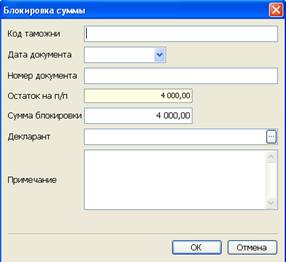 Блокировка суммы
Код таможни
Дата документа
Номер документа
Остаток на п/п 4 000,00
Сумма блокировки 4 000,00
Декларант ...
Примечание
ОК Отмена